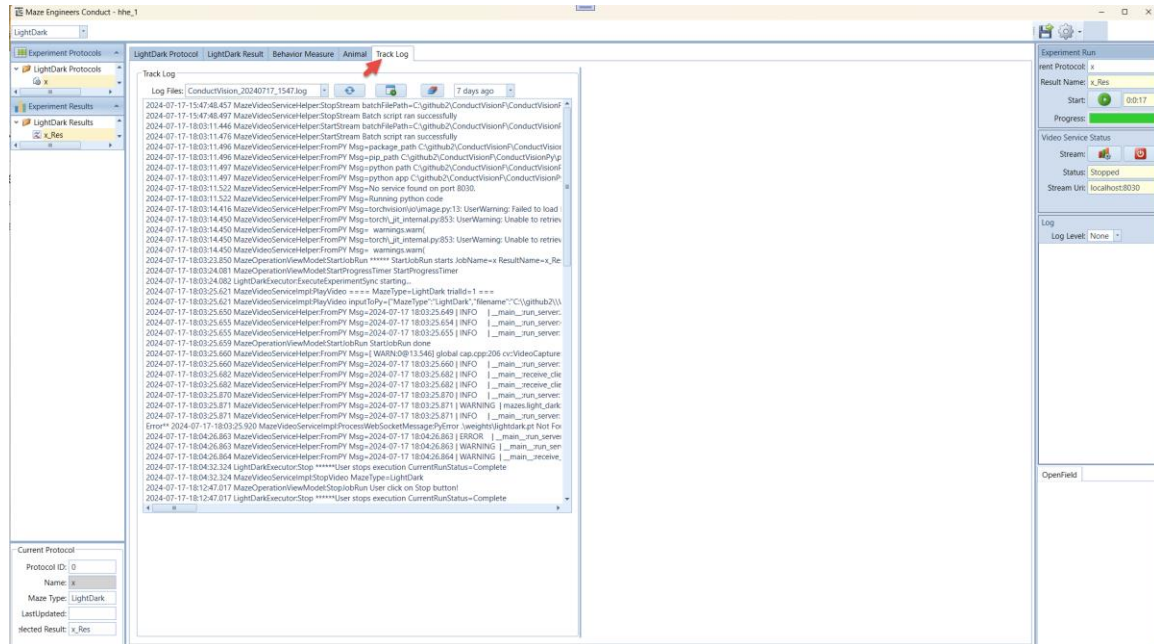 Maze Engineers Conduct - hhe_1
LightDark
Experiment Protocols
LightDark Protocols
x
Experiment Results
LightDark Results
x_Res
LightDark Protocol LightDark Result Behavior Measure Animal Track Log
Track Log
Log Files: ConductVision_20240717_1547.log 7 days ago
2024-07-17-15:47:48.457 MazeVideoServiceHelper:StopStream batchFilePath=C:\github2\ConductVisionF\ConductVisionF
2024-07-17-15:47:48.497 MazeVideoServiceHelper:StopStream Batch script ran successfully
2024-07-17-18:03:11.446 MazeVideoServiceHelper:StartStream batchFilePath=C:\github2\ConductVisionF\ConductVisionF
2024-07-17-18:03:11.476 MazeVideoServiceHelper:StartStream Batch script ran successfully
2024-07-17-18:03:11.496 MazeVideoServiceHelper:FromPY Msg=package_path C:\github2\ConductVisionF\ConductVision
2024-07-17-18:03:11.496 MazeVideoServiceHelper:FromPY Msg=pip_path C:\github2\ConductVisionF\ConductVisionPy\p
2024-07-17-18:03:11.497 MazeVideoServiceHelper:FromPY Msg=python path C:\github2\ConductVisionF\ConductVisionF
2024-07-17-18:03:11.497 MazeVideoServiceHelper:FromPY Msg=python app C:\github2\ConductVisionF\ConductVisionP
2024-07-17-18:03:11.522 MazeVideoServiceHelper:FromPY Msg=No service found on port 8030.
2024-07-17-18:03:11.522 MazeVideoServiceHelper:FromPY Msg=Running python code
2024-07-17-18:03:14.416 MazeVideoServiceHelper:FromPY Msg=torchvision\io\image.py:13: UserWarning: Failed to load
2024-07-17-18:03:14.450 MazeVideoServiceHelper:FromPY Msg=torch\_jit_internal.py:853: UserWarning: Unable to retriev
2024-07-17-18:03:14.450 MazeVideoServiceHelper:FromPY Msg= warnings.warn(
2024-07-17-18:03:14.450 MazeVideoServiceHelper:FromPY Msg=torch\_jit_internal.py:853: UserWarning: Unable to retriev
2024-07-17-18:03:14.450 MazeVideoServiceHelper:FromPY Msg= warnings.warn(
2024-07-17-18:03:23.850 MazeOperationViewModel:StartJobRun ****** StartJobRun starts JobName=x ResultName=x_Re
2024-07-17-18:03:24.081 MazeOperationViewModel:StartProgressTimer StartProgressTimer
2024-07-17-18:03:24.082 LightDarkExecutor:ExecuteExperimentSync starting...
2024-07-17-18:03:25.621 MazeVideoServiceImpl:PlayVideo ==== MazeType=LightDark trialId=1 ===
2024-07-17-18:03:25.621 MazeVideoServiceImpl:PlayVideo inputToPy={"MazeType":"LightDark","filename":"C:\\github2\\
2024-07-17-18:03:25.650 MazeVideoServiceHelper:FromPY Msg=2024-07-17 18:03:25.649 | INFO | __main__:run_server:
2024-07-17-18:03:25.655 MazeVideoServiceHelper:FromPY Msg=2024-07-17 18:03:25.654 | INFO | __main__:run_server:
2024-07-17-18:03:25.655 MazeVideoServiceHelper:FromPY Msg=2024-07-17 18:03:25.655 | INFO | __main__:run_server:
2024-07-17-18:03:25.659 MazeOperationViewModel:StartJobRun StartJobRun done
2024-07-17-18:03:25.660 MazeVideoServiceHelper:FromPY Msg=[ WARN:0@13.546] global cap.cpp:206 cv::VideoCapture
2024-07-17-18:03:25.660 MazeVideoServiceHelper:FromPY Msg=2024-07-17 18:03:25.660 | INFO | __main__:run_server:
2024-07-17-18:03:25.682 MazeVideoServiceHelper:FromPY Msg=2024-07-17 18:03:25.682 | INFO | __main__:receive_clie
2024-07-17-18:03:25.682 MazeVideoServiceHelper:FromPY Msg=2024-07-17 18:03:25.682 | INFO | __main__:receive_clie
2024-07-17-18:03:25.870 MazeVideoServiceHelper:FromPY Msg=2024-07-17 18:03:25.870 | INFO | __main__:run_server:
2024-07-17-18:03:25.871 MazeVideoServiceHelper:FromPY Msg=2024-07-17 18:03:25.871 | WARNING | mazes.light_dark:
2024-07-17-18:03:25.871 MazeVideoServiceHelper:FromPY Msg=2024-07-17 18:03:25.871 | INFO | __main__:run_server:
Error** 2024-07-17-18:03:25.920 MazeVideoServiceImpl:ProcessWebSocketMessage:PyError .\weights\lightdark.pt Not For
2024-07-17-18:04:26.863 MazeVideoServiceHelper:FromPY Msg=2024-07-17 18:04:26.863 | ERROR | __main__:run_server
2024-07-17-18:04:26.863 MazeVideoServiceHelper:FromPY Msg=2024-07-17 18:04:26.863 | WARNING | __main__:run_ser
2024-07-17-18:04:26.864 MazeVideoServiceHelper:FromPY Msg=2024-07-17 18:04:26.864 | WARNING | __main__:receive_
2024-07-17-18:04:32.324 LightDarkExecutor:Stop ******User stops execution CurrentRunStatus=Complete
2024-07-17-18:04:32.324 MazeVideoServiceImpl:StopVideo MazeType=LightDark
2024-07-17-18:12:47.017 MazeOperationViewModel:StopJobRun User click on Stop button!
2024-07-17-18:12:47.017 LightDarkExecutor:Stop ******User stops execution CurrentRunStatus=Complete
Current Protocol
Protocol ID: 0
Name: x
Maze Type: LightDark
LastUpdated:
elected Result: x_Res
Experiment Run
rent Protocol: x
Result Name: x_Res
Start: 0:0:17
Progress:
Video Service Status
Stream:
Status: Stopped
Stream Uri: localhost:8030
Log
Log Level: None
OpenField